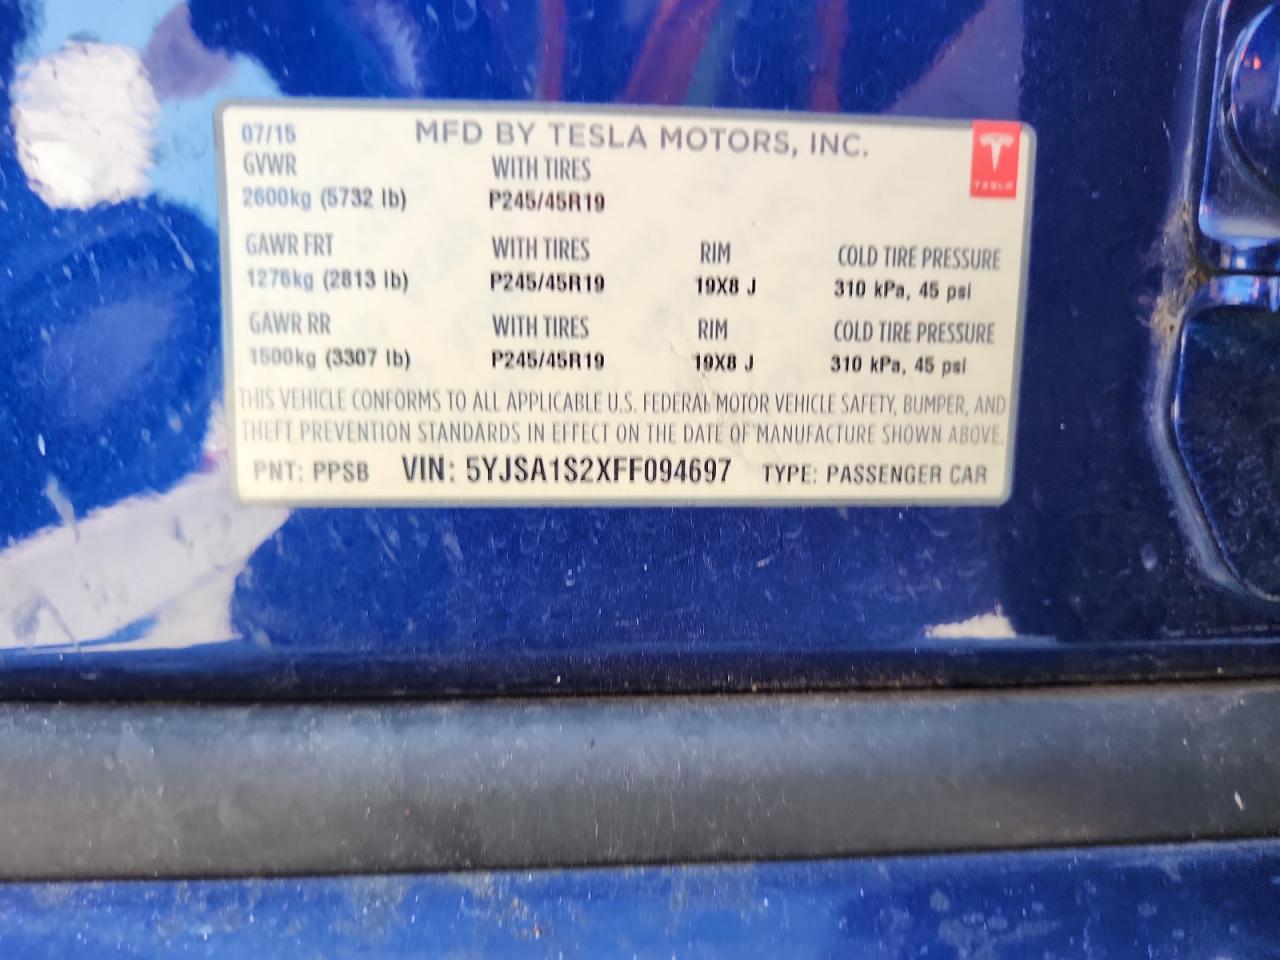 07/15 MFD BY TESLA MOTORS, INC.
TESLA
GVWR WITH TIRES
2600kg (5732 lb) P245/45R19
GAWR FRT WITH TIRES RIM COLD TIRE PRESSURE
1276kg (2813 lb) P245/45R19 19X8 J 310 kPa, 45 psi
GAWR RR WITH TIRES RIM COLD TIRE PRESSURE
1500kg (3307 lb) P245/45R19 19X8 J 310 kPa, 45 psi
THIS VEHICLE CONFORMS TO ALL APPLICABLE U.S. FEDERAL MOTOR VEHICLE SAFETY, BUMPER, AND
THEFT PREVENTION STANDARDS IN EFFECT ON THE DATE OF MANUFACTURE SHOWN ABOVE.
PNT: PPSB VIN: 5YJSA1S2XFF094697 TYPE: PASSENGER CAR